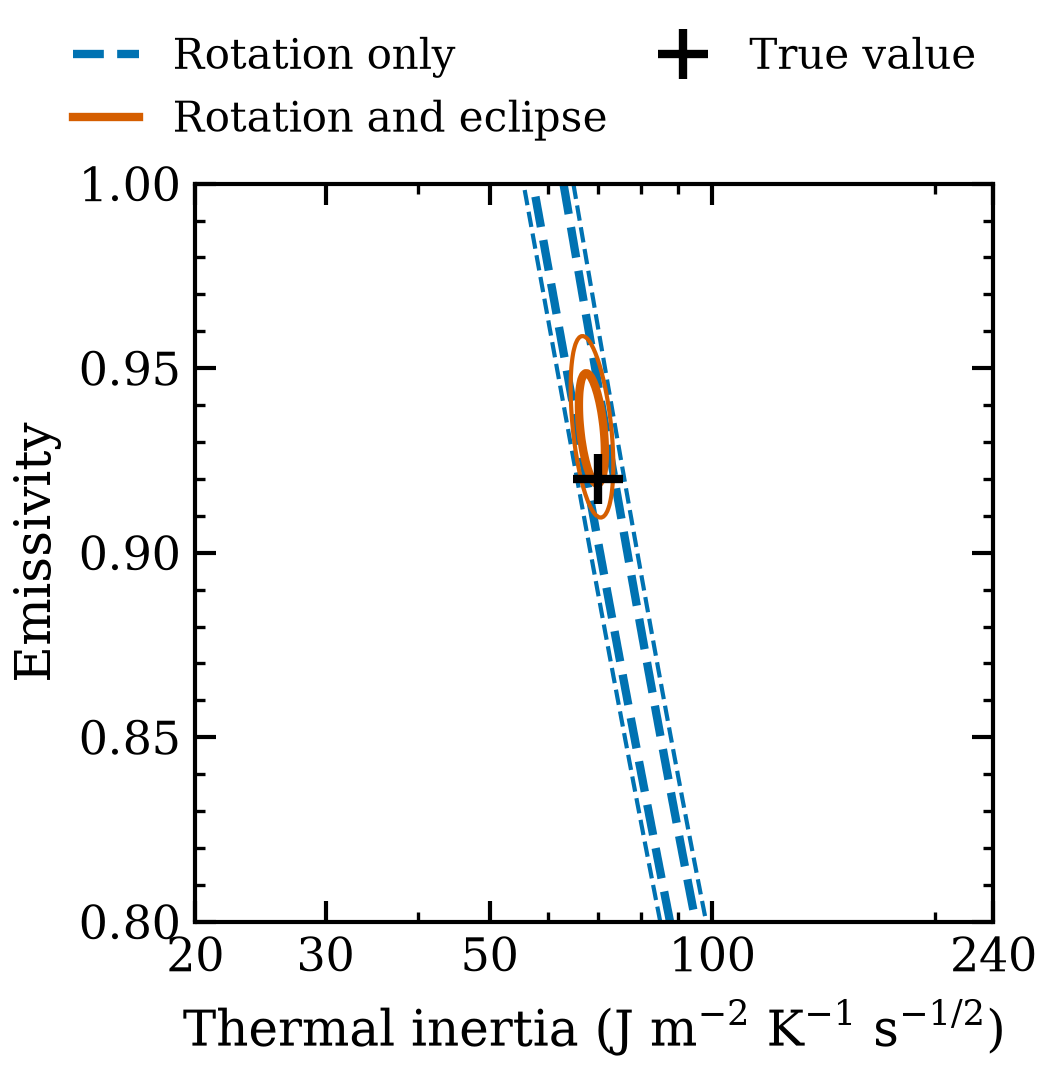 Rotation only
True value
Rotation and eclipse
1.00
0.95
0.90
0.85
0.80
Emissivity
20 30 50 100 240
Thermal inertia (J m⁻² K⁻¹ s⁻¹/²)